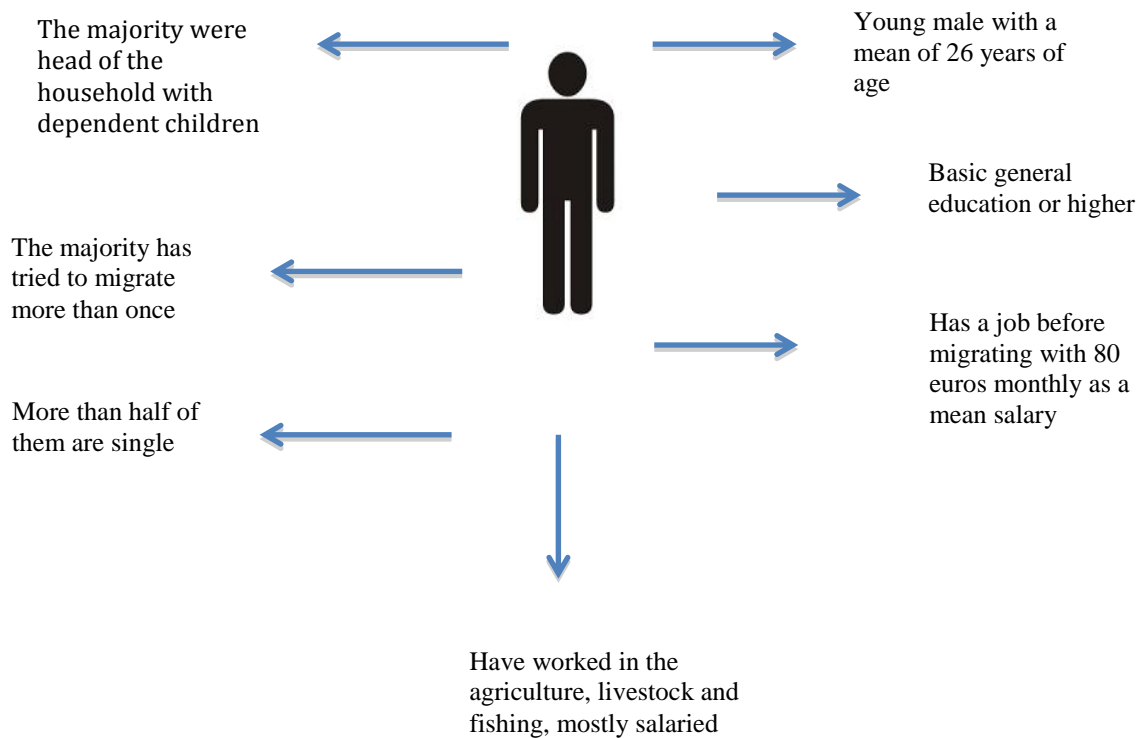 The majority were
head of the
household with
dependent children
Young male with a
mean of 26 years of
age
Basic general
education or higher
The majority has
tried to migrate
more than once
Has a job before
migrating with 80
euros monthly as a
mean salary
More than half of
them are single
Have worked in the
agriculture, livestock and
fishing, mostly salaried